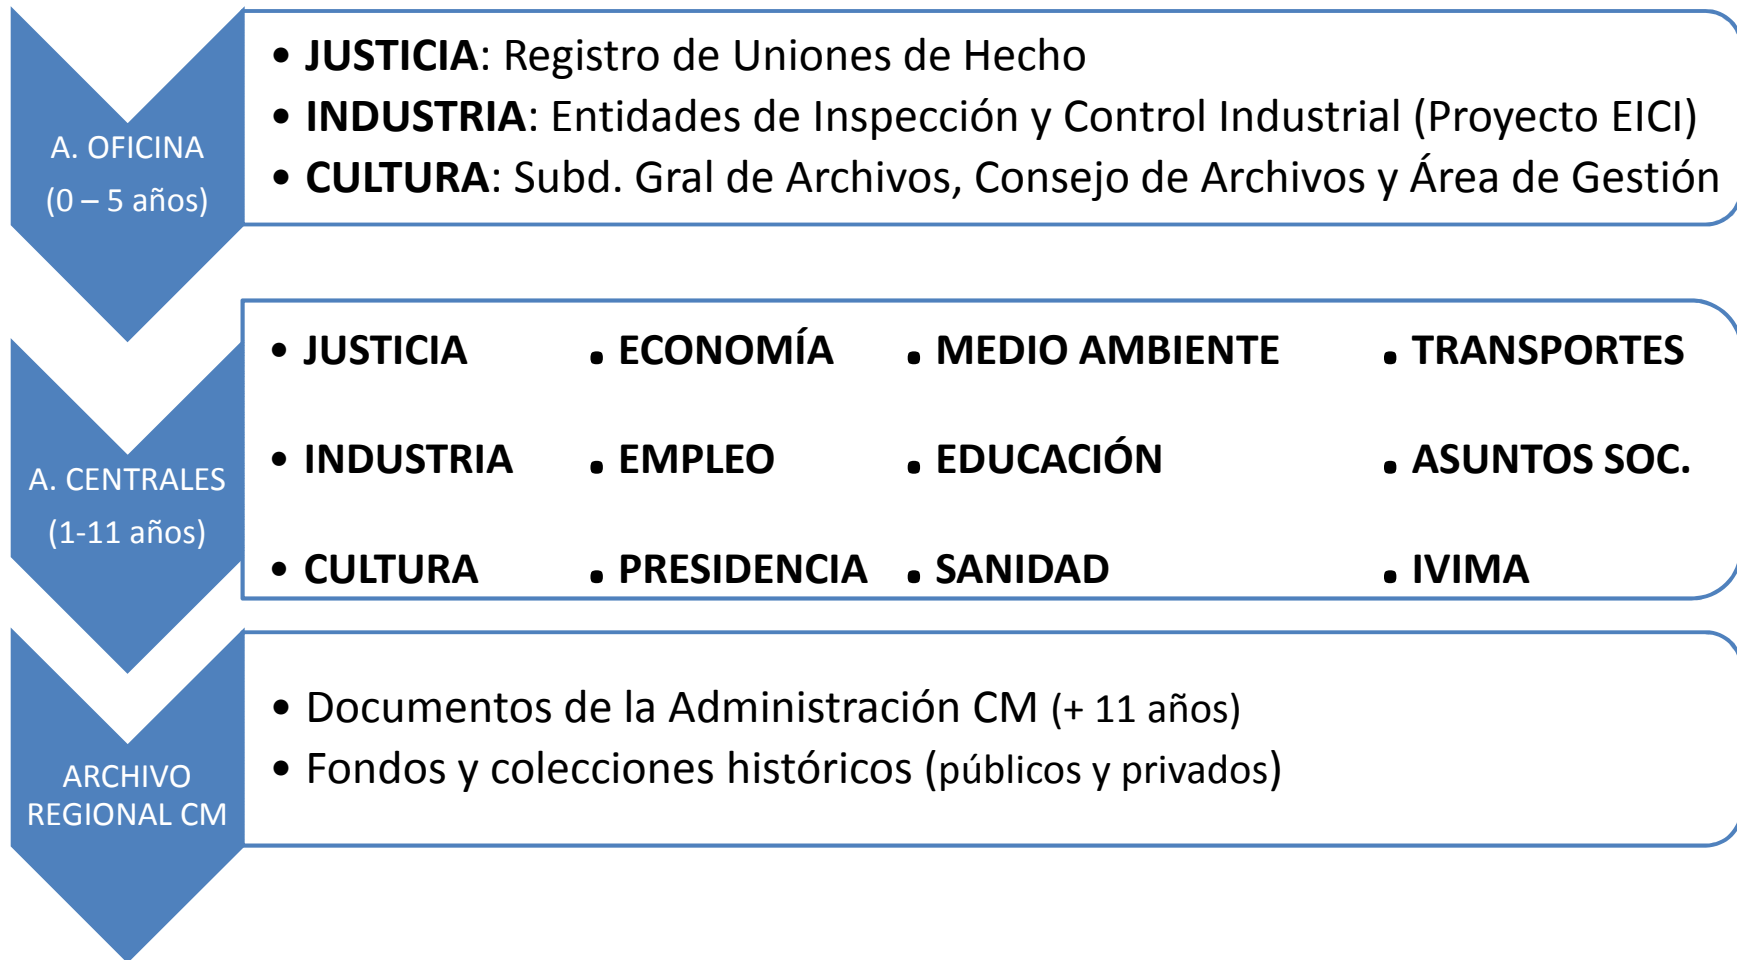 A. OFICINA
(0 – 5 años)
• JUSTICIA: Registro de Uniones de Hecho
• INDUSTRIA: Entidades de Inspección y Control Industrial (Proyecto EICI)
• CULTURA: Subd. Gral de Archivos, Consejo de Archivos y Área de Gestión
A. CENTRALES
(1-11 años)
• JUSTICIA . ECONOMÍA . MEDIO AMBIENTE . TRANSPORTES
• INDUSTRIA . EMPLEO . EDUCACIÓN . ASUNTOS SOC.
• CULTURA . PRESIDENCIA . SANIDAD . IVIMA
ARCHIVO
REGIONAL CM
• Documentos de la Administración CM (+ 11 años)
• Fondos y colecciones históricos (públicos y privados)